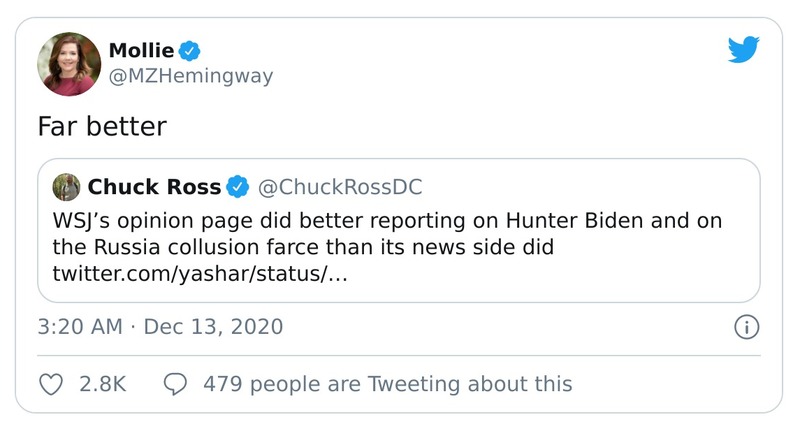 Mollie
@MZHemingway
Far better
Chuck Ross @ChuckRossDC
WSJ’s opinion page did better reporting on Hunter Biden and on
the Russia collusion farce than its news side did
twitter.com/yashar/status/…
3:20 AM · Dec 13, 2020
2.8K 479 people are Tweeting about this